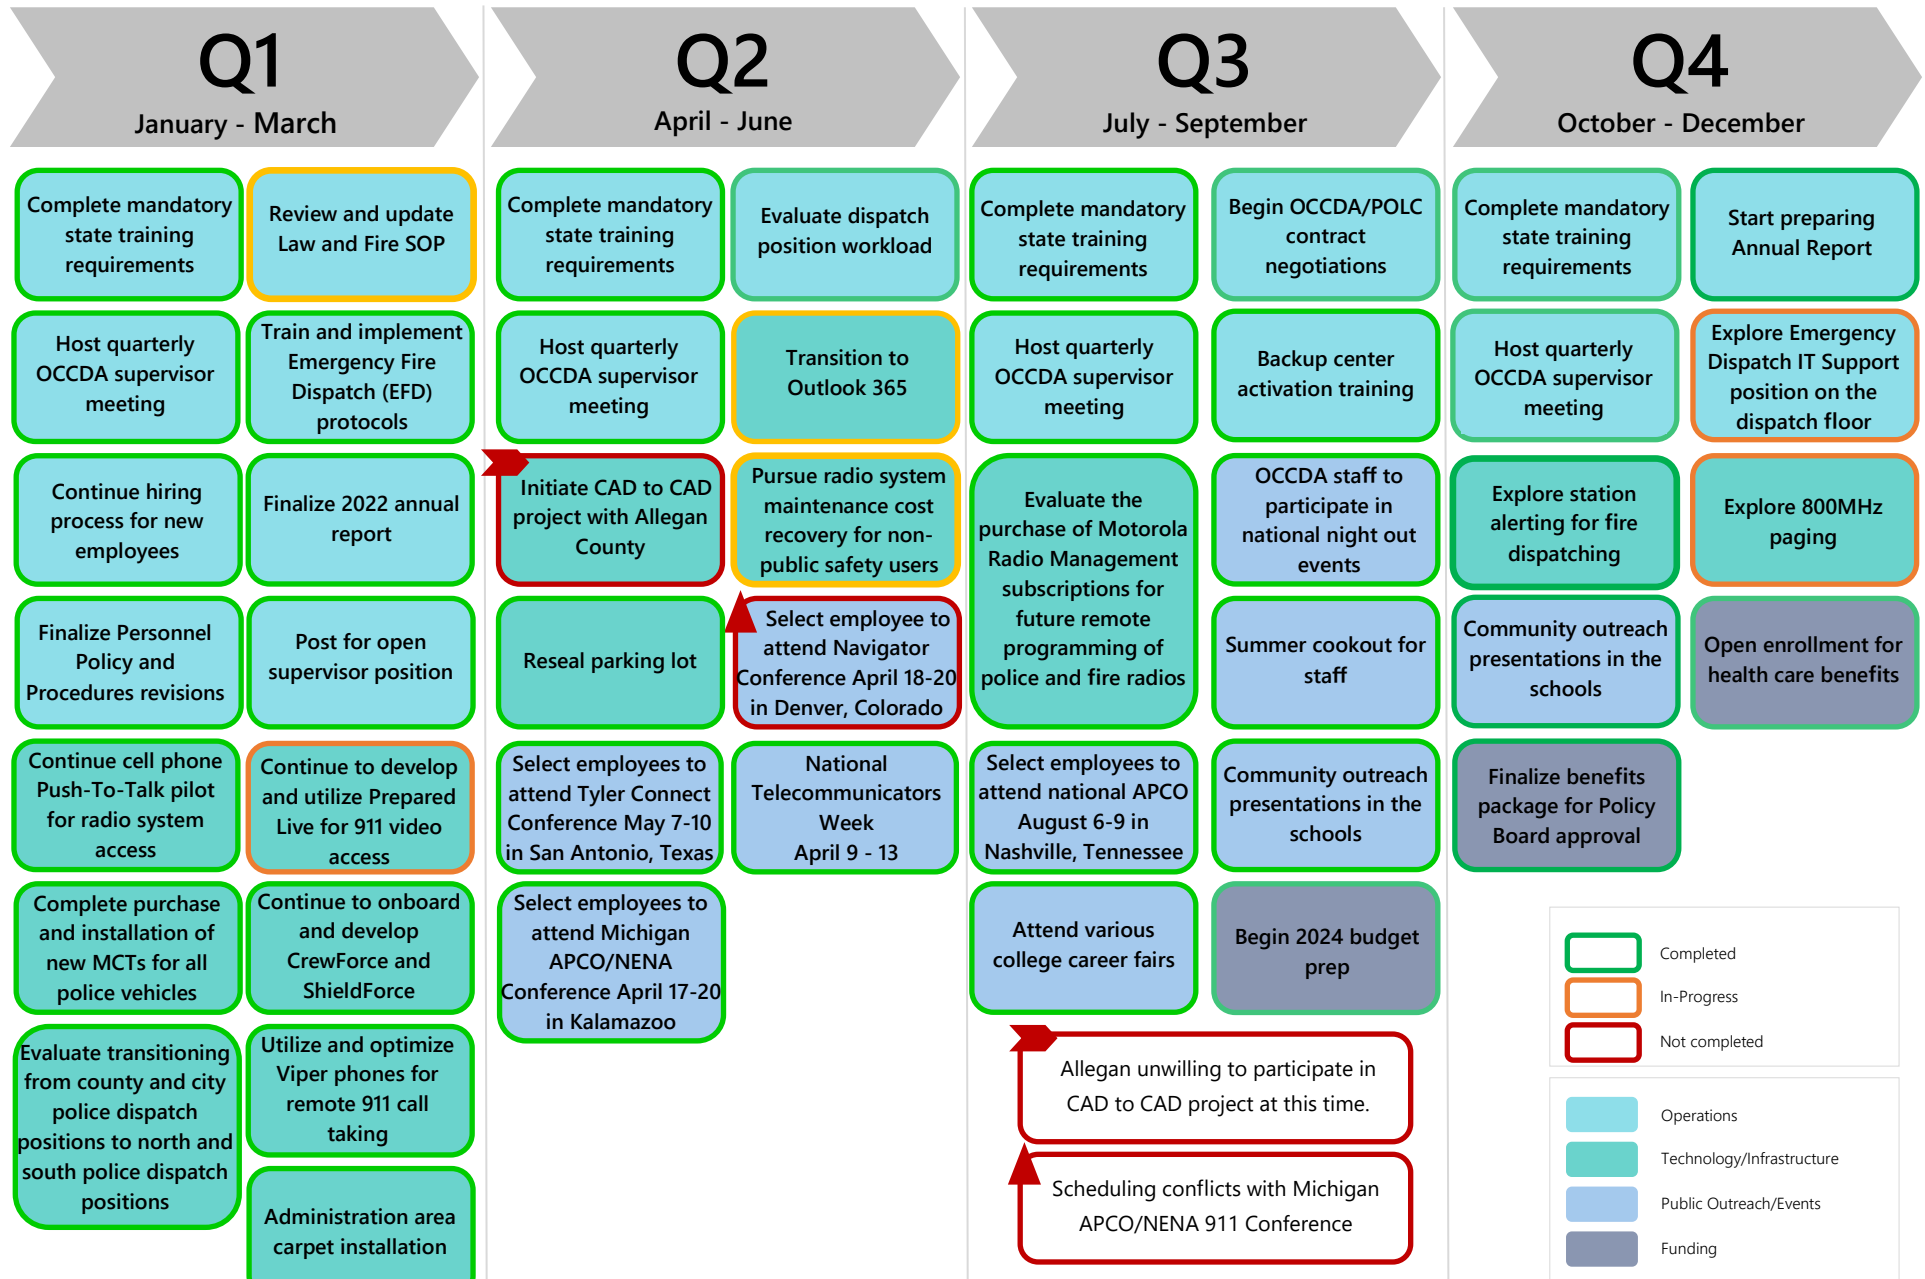 Q1
January - March
Complete mandatory
state training
requirements
Review and update
Law and Fire SOP
Host quarterly
OCCDA supervisor
meeting
Train and implement
Emergency Fire
Dispatch (EFD)
protocols
Continue hiring
process for new
employees
Finalize 2022 annual
report
Finalize Personnel
Policy and
Procedures revisions
Post for open
supervisor position
Continue cell phone
Push-To-Talk pilot
for radio system
access
Continue to develop
and utilize Prepared
Live for 911 video
access
Complete purchase
and installation of
new MCTs for all
police vehicles
Continue to onboard
and develop
CrewForce and
ShieldForce
Evaluate transitioning
from county and city
police dispatch
positions to north and
south police dispatch
positions
Utilize and optimize
Viper phones for
remote 911 call
taking
Administration area
carpet installation
Q2
April - June
Complete mandatory
state training
requirements
Evaluate dispatch
position workload
Host quarterly
OCCDA supervisor
meeting
Transition to
Outlook 365
Initiate CAD to CAD
project with Allegan
County
Pursue radio system
maintenance cost
recovery for non-
public safety users
Reseal parking lot
Select employee to
attend Navigator
Conference April 18-20
in Denver, Colorado
Select employees to
attend Tyler Connect
Conference May 7-10
in San Antonio, Texas
National
Telecommunicators
Week
April 9 - 13
Select employees to
attend Michigan
APCO/NENA
Conference April 17-20
in Kalamazoo
Q3
July - September
Complete mandatory
state training
requirements
Begin OCCDA/POLC
contract
negotiations
Host quarterly
OCCDA supervisor
meeting
Backup center
activation training
Evaluate the
purchase of Motorola
Radio Management
subscriptions for
future remote
programming of
police and fire radios
OCCDA staff to
participate in
national night out
events
Summer cookout for
staff
Select employees to
attend national APCO
August 6-9 in
Nashville, Tennessee
Community outreach
presentations in the
schools
Attend various
college career fairs
Begin 2024 budget
prep
Allegan unwilling to participate in
CAD to CAD project at this time.
Scheduling conflicts with Michigan
APCO/NENA 911 Conference
Q4
October - December
Complete mandatory
state training
requirements
Start preparing
Annual Report
Host quarterly
OCCDA supervisor
meeting
Explore Emergency
Dispatch IT Support
position on the
dispatch floor
Explore station
alerting for fire
dispatching
Explore 800MHz
paging
Community outreach
presentations in the
schools
Open enrollment for
health care benefits
Finalize benefits
package for Policy
Board approval
Completed
In-Progress
Not completed
Operations
Technology/Infrastructure
Public Outreach/Events
Funding